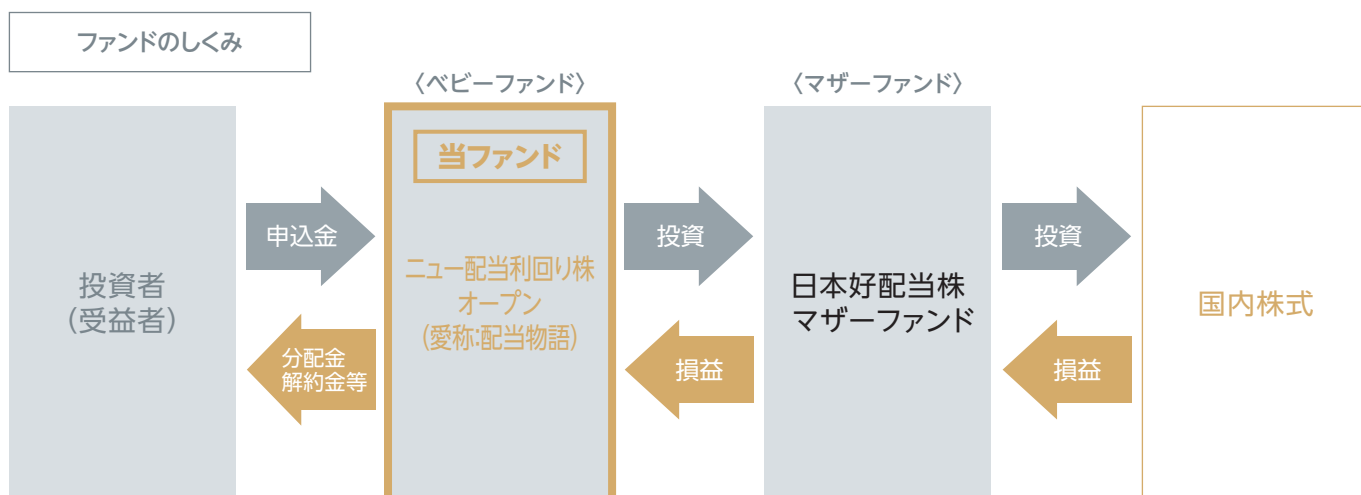 ファンドのしくみ
〈ベビーファンド〉
〈マザーファンド〉
投資者
(受益者)
申込金
分配金
解約金等
当ファンド
ニュー配当利回り株
オープン
(愛称:配当物語)
投資
損益
日本好配当株
マザーファンド
投資
損益
国内株式